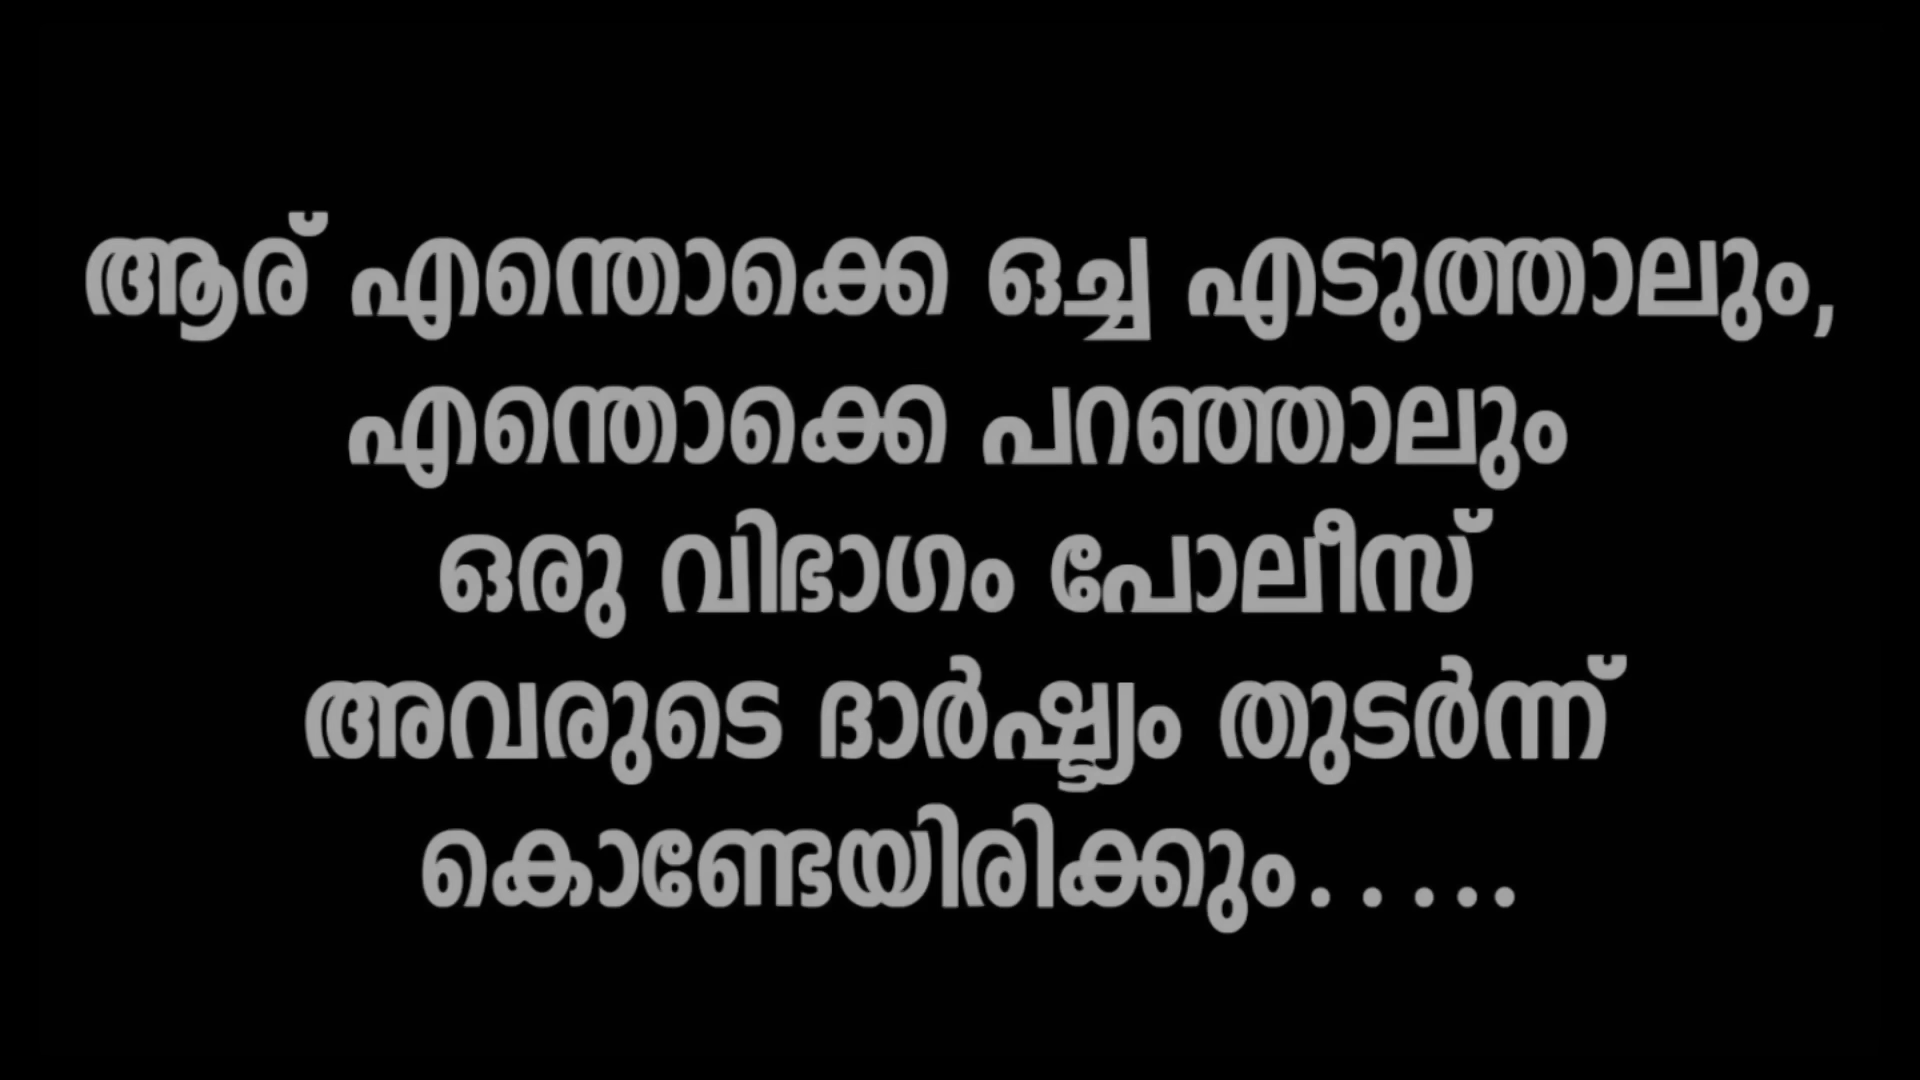 ആര് എന്തൊക്കെ ഒച്ച എടുത്താലും,
എന്തൊക്കെ പറഞ്ഞാലും
ഒരു വിഭാഗം പോലീസ്
അവരുടെ ദാർഷ്ട്യം തുടർന്ന്
കൊണ്ടേയിരിക്കും.....